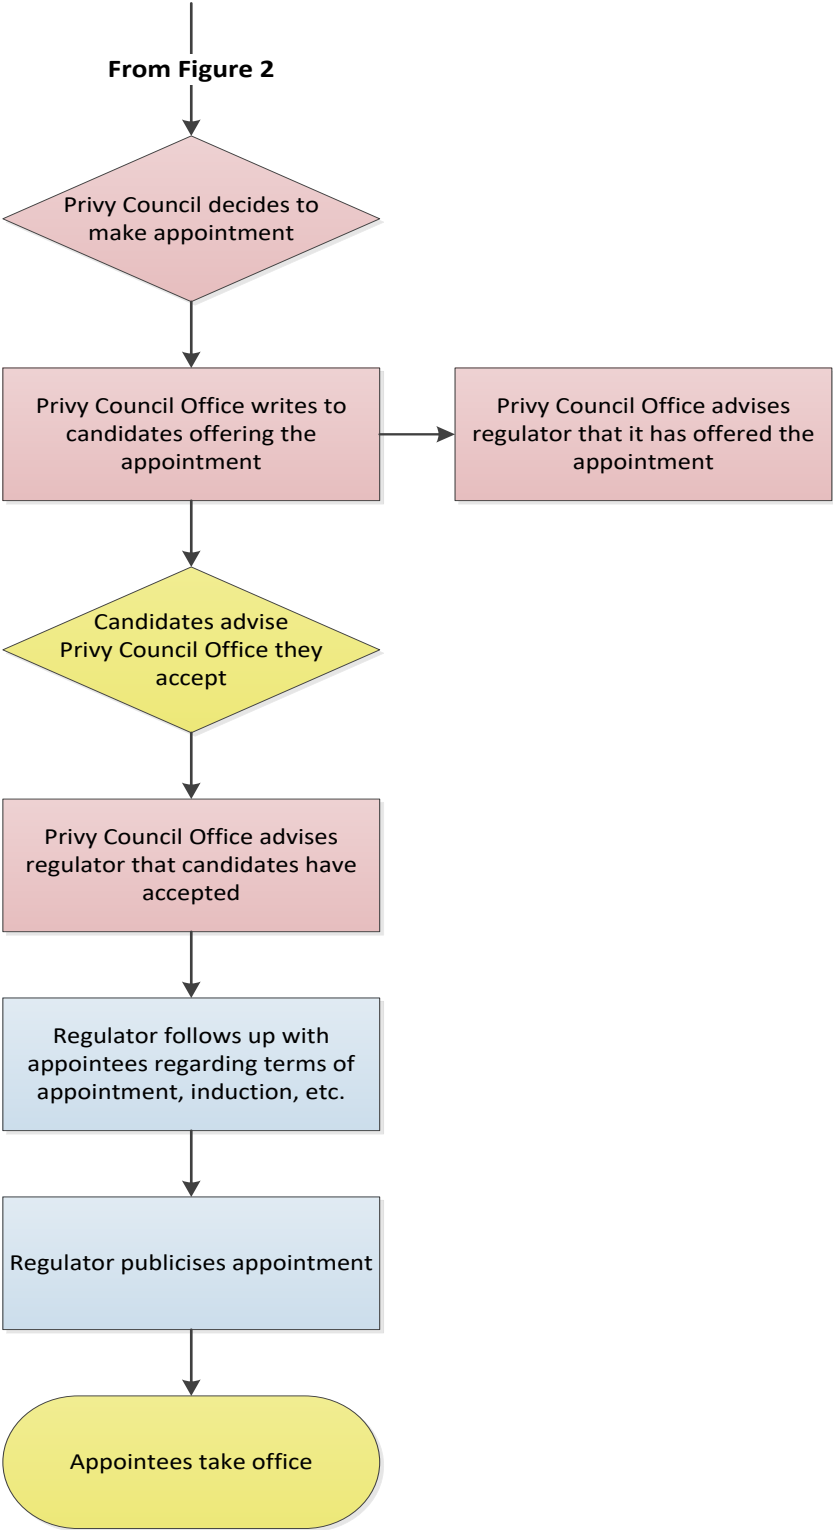 From Figure 2
Privy Council decides to
make appointment
Privy Council Office writes to
candidates offering the
appointment
Privy Council Office advises
regulator that it has offered the
appointment
Candidates advise
Privy Council Office they
accept
Privy Council Office advises
regulator that candidates have
accepted
Regulator follows up with
appointees regarding terms of
appointment, induction, etc.
Regulator publicises appointment
Appointees take office